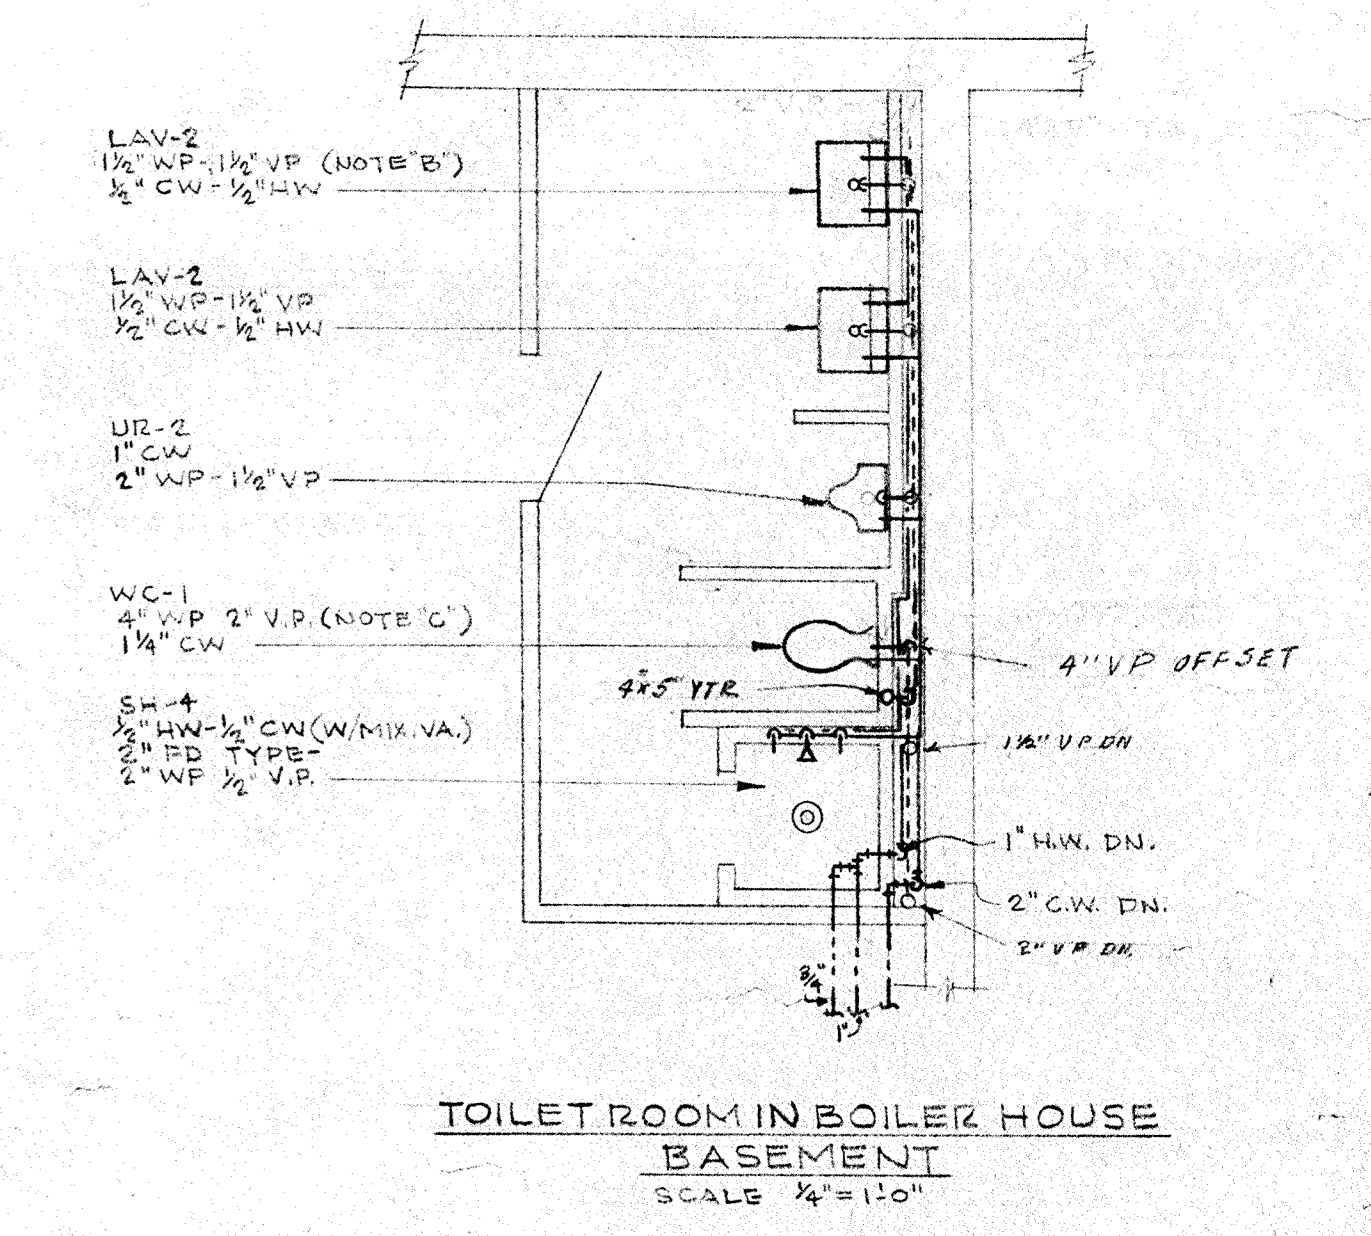 LAV-2
1½" WP-1½" VP (NOTE "B")
½" CW-½" HW
LAV-2
1½" WP-1½" VP
½" CW-½" HW
UR-2
1" CW
2" WP-1½" VP
WC-1
4" WP 2" V.P. (NOTE "C")
1¼" CW
4"x5" YTR
4" VP OFFSET
SH-4
½" HW-½" CW (W/MIX. VA.)
2" FD TYPE-
2" WP ½" V.P.
1½" VP DN
1" H.W. DN.
2" C.W. DN.
2" VP DN.
3/4"
1"
TOILET ROOM IN BOILER HOUSE
BASEMENT
SCALE ¼"=1'-0"